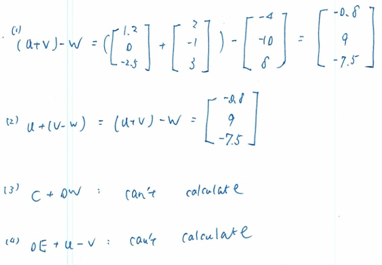 (1) (u+v)-w = ([1.2 0 -2.5] + [2 -1 3]) - [-4 -10 8] = [-0.8 9 -7.5]
(2) u+(v-w) = (u+v)-w = [-0.8 9 -7.5]
(3) C + DW : can't calculate
(4) DE + u - v : can't calculate